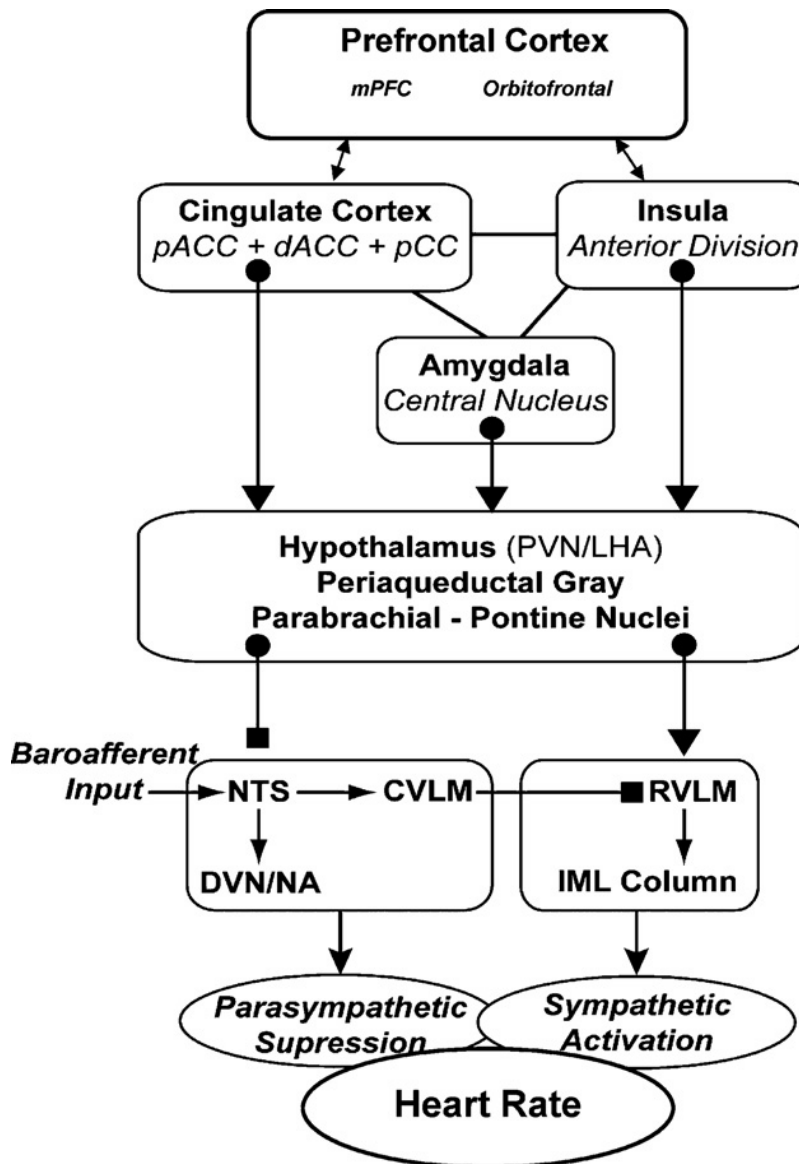 Prefrontal Cortex
mPFC Orbitofrontal
Cingulate Cortex
pACC + dACC + pCC
Insula
Anterior Division
Amygdala
Central Nucleus
Hypothalamus (PVN/LHA)
Periaqueductal Gray
Parabrachial - Pontine Nuclei
Baroafferent
Input
NTS
CVLM
RVLM
DVN/NA
IML Column
Parasympathetic
Supression
Sympathetic
Activation
Heart Rate